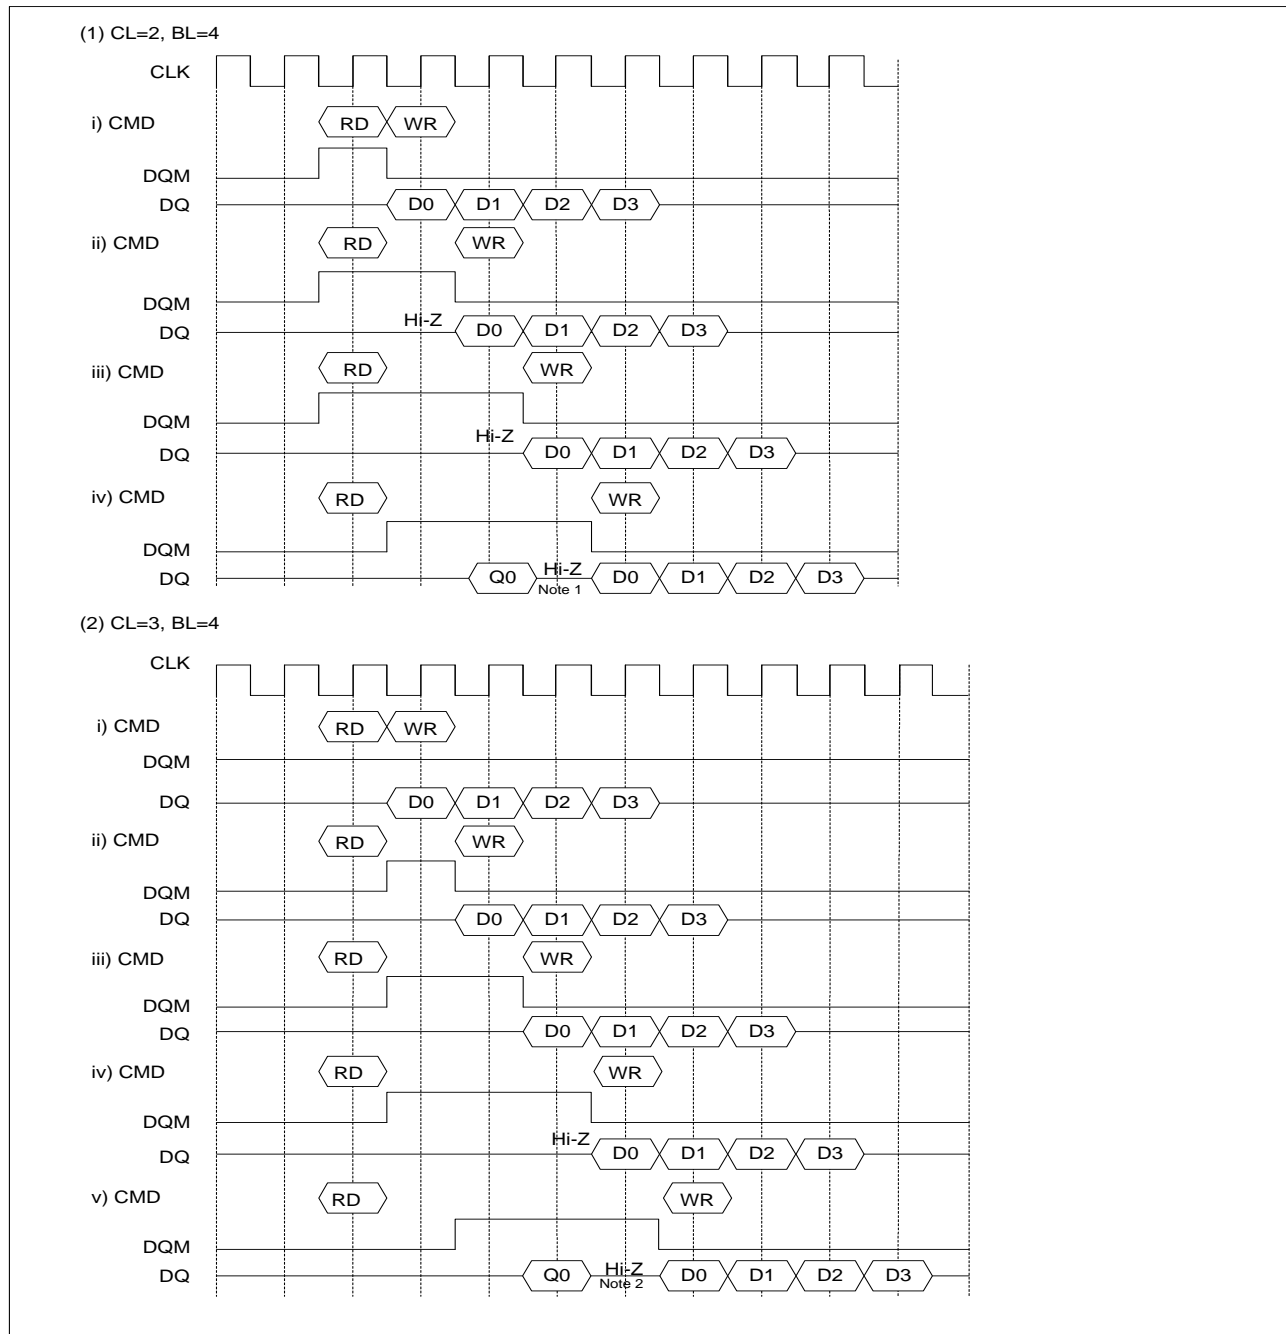 (1) CL=2, BL=4
CLK
i) CMD RD WR
DQM
DQ D0 D1 D2 D3
ii) CMD RD WR
DQM
DQ Hi-Z D0 D1 D2 D3
iii) CMD RD WR
DQM
DQ Hi-Z D0 D1 D2 D3
iv) CMD RD WR
DQM
DQ Q0 Hi-Z D0 D1 D2 D3
Note 1
(2) CL=3, BL=4
CLK
i) CMD RD WR
DQM
DQ D0 D1 D2 D3
ii) CMD RD WR
DQM
DQ D0 D1 D2 D3
iii) CMD RD WR
DQM
DQ D0 D1 D2 D3
iv) CMD RD WR
DQM
DQ Hi-Z D0 D1 D2 D3
v) CMD RD WR
DQM
DQ Q0 Hi-Z D0 D1 D2 D3
Note 2